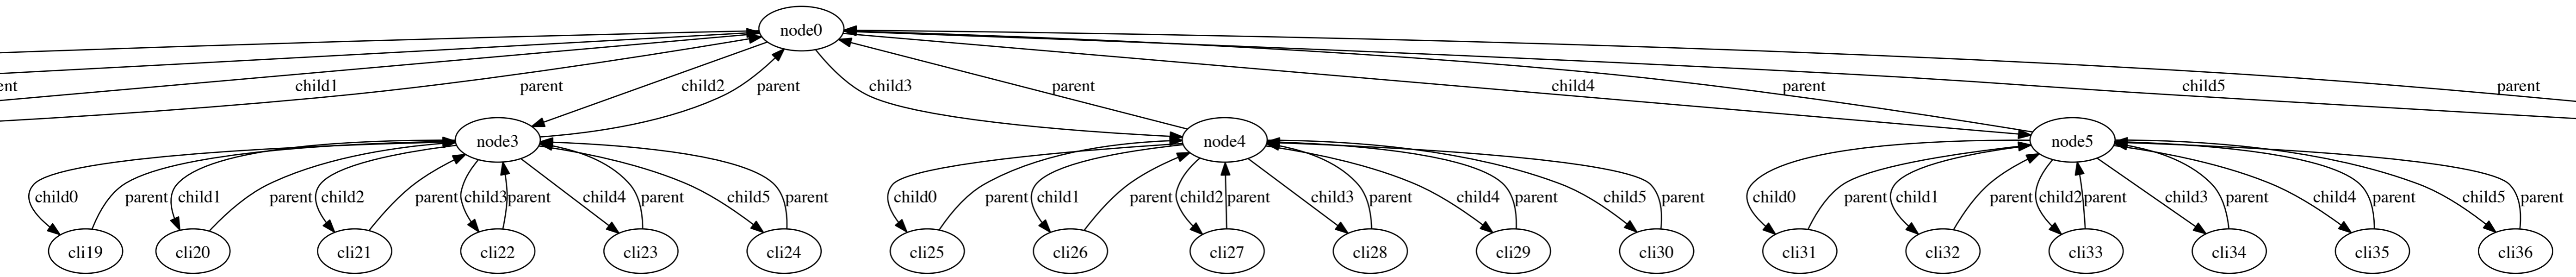 node0
ent
child1
parent
child2
parent
child3
parent
child4
parent
child5
parent
node3
node4
node5
child0
parent
child1
parent
child2
parent
child3
parent
child4
parent
child5
parent
child0
parent
child1
parent
child2
parent
child3
parent
child4
parent
child5
parent
child0
parent
child1
parent
child2
parent
child3
parent
child4
parent
child5
parent
cli19
cli20
cli21
cli22
cli23
cli24
cli25
cli26
cli27
cli28
cli29
cli30
cli31
cli32
cli33
cli34
cli35
cli36